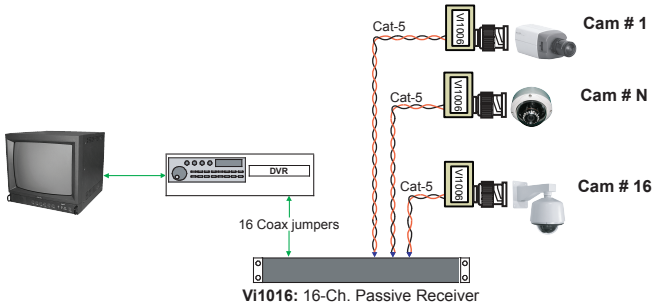 Cat-5
Vi1006
Cam # 1
Cat-5
Vi1006
Cam # N
DVR
Cat-5
Vi1006
Cam # 16
16 Coax jumpers
Vi1016: 16-Ch. Passive Receiver